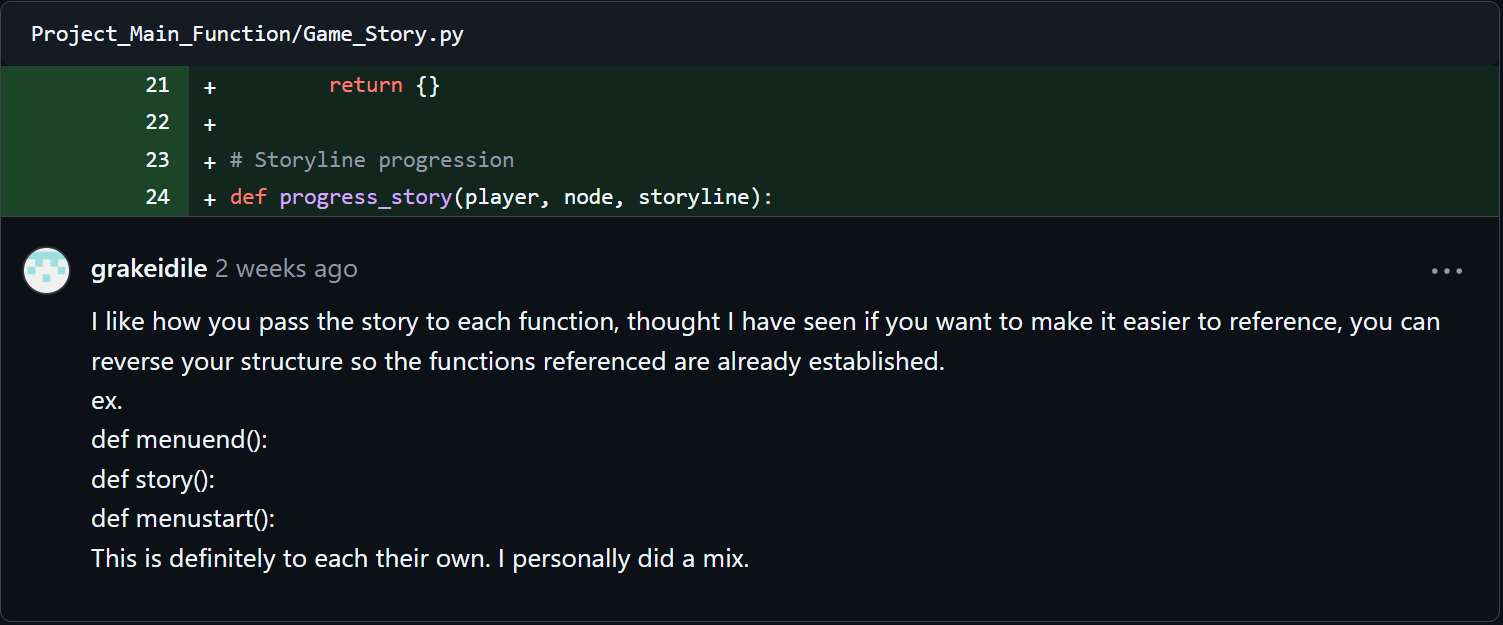 Project_Main_Function/Game_Story.py
21 + return {}
22 +
23 + # Storyline progression
24 + def progress_story(player, node, storyline):
grakeidile 2 weeks ago ...
I like how you pass the story to each function, thought I have seen if you want to make it easier to reference, you can
reverse your structure so the functions referenced are already established.
ex.
def menuend():
def story():
def menustart():
This is definitely to each their own. I personally did a mix.